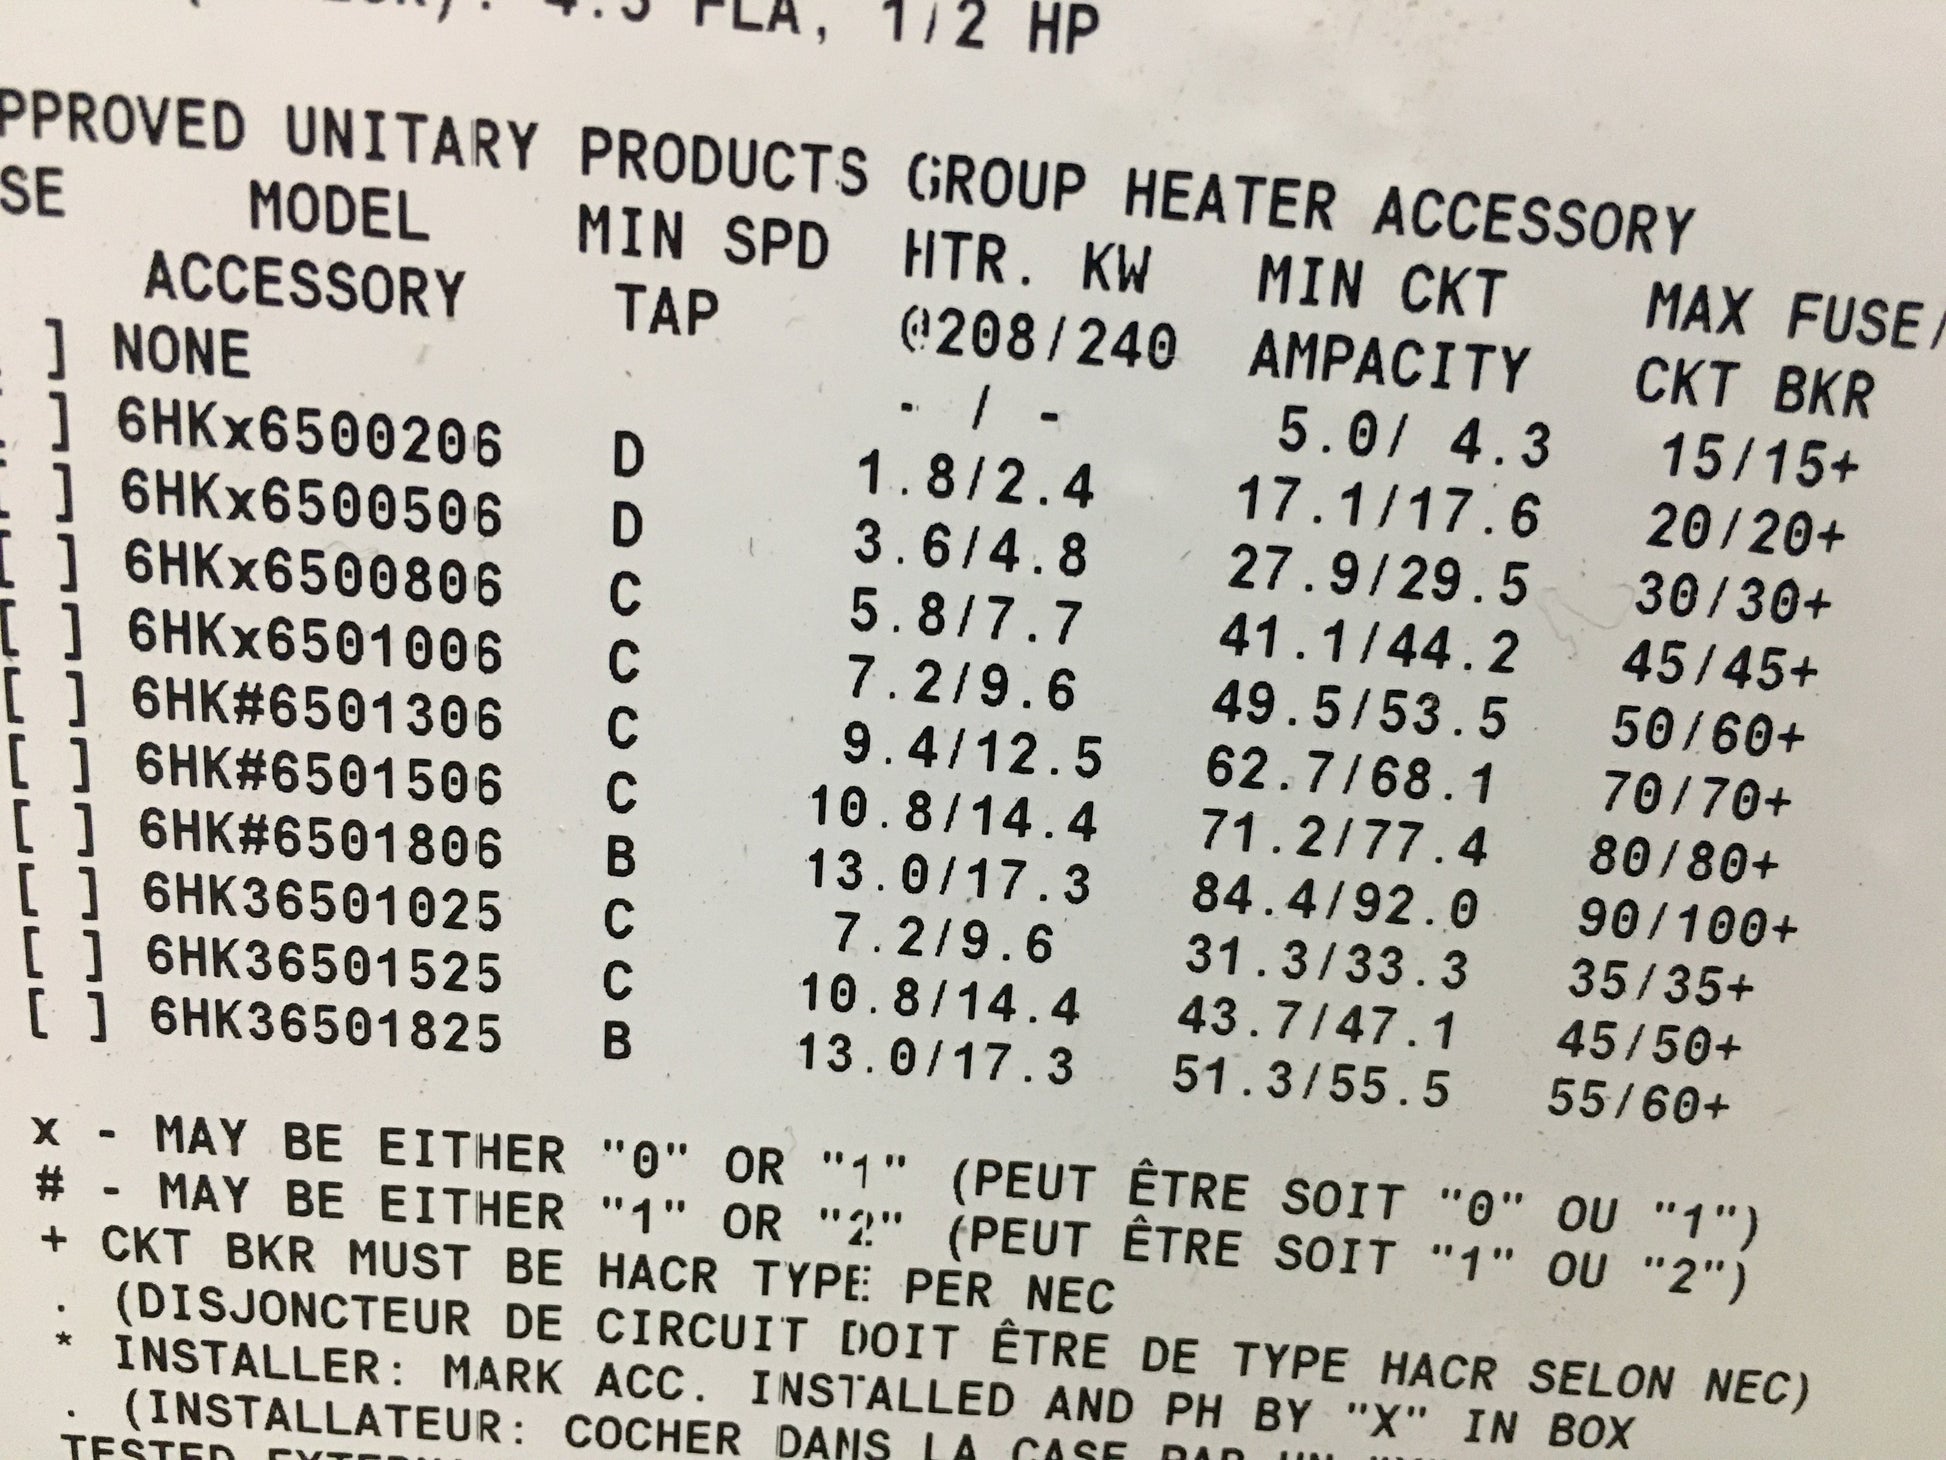 4.3 FLA, 1/2 HP
PPROVED UNITARY PRODUCTS GROUP HEATER ACCESSORY
SE MODEL MIN SPD HTR. KW MIN CKT MAX FUSE/
ACCESSORY TAP @208/240 AMPACITY CKT BKR
] NONE - / - 5.0/ 4.3 15/15+
] 6HKx6500206 D 1.8/2.4 17.1/17.6 20/20+
[ ] 6HKx6500506 D 3.6/4.8 27.9/29.5 30/30+
[ ] 6HKx6500806 C 5.8/7.7 41.1/44.2 45/45+
[ ] 6HKx6501006 C 7.2/9.6 49.5/53.5 50/60+
[ ] 6HK#6501306 C 9.4/12.5 62.7/68.1 70/70+
[ ] 6HK#6501506 C 10.8/14.4 71.2/77.4 80/80+
[ ] 6HK#6501806 B 13.0/17.3 84.4/92.0 90/100+
[ ] 6HK36501025 C 7.2/9.6 31.3/33.3 35/35+
[ ] 6HK36501525 C 10.8/14.4 43.7/47.1 45/50+
[ ] 6HK36501825 B 13.0/17.3 51.3/55.5 55/60+
x - MAY BE EITHER "0" OR "1" (PEUT ÊTRE SOIT "0" OU "1")
# - MAY BE EITHER "1" OR "2" (PEUT ÊTRE SOIT "1" OU "2")
+ CKT BKR MUST BE HACR TYPE PER NEC
. (DISJONCTEUR DE CIRCUIT DOIT ÊTRE DE TYPE HACR SELON NEC)
* INSTALLER: MARK ACC. INSTALLED AND PH BY "X" IN BOX
. (INSTALLATEUR: COCHER DANS LA CASE PAR UN
TESTED